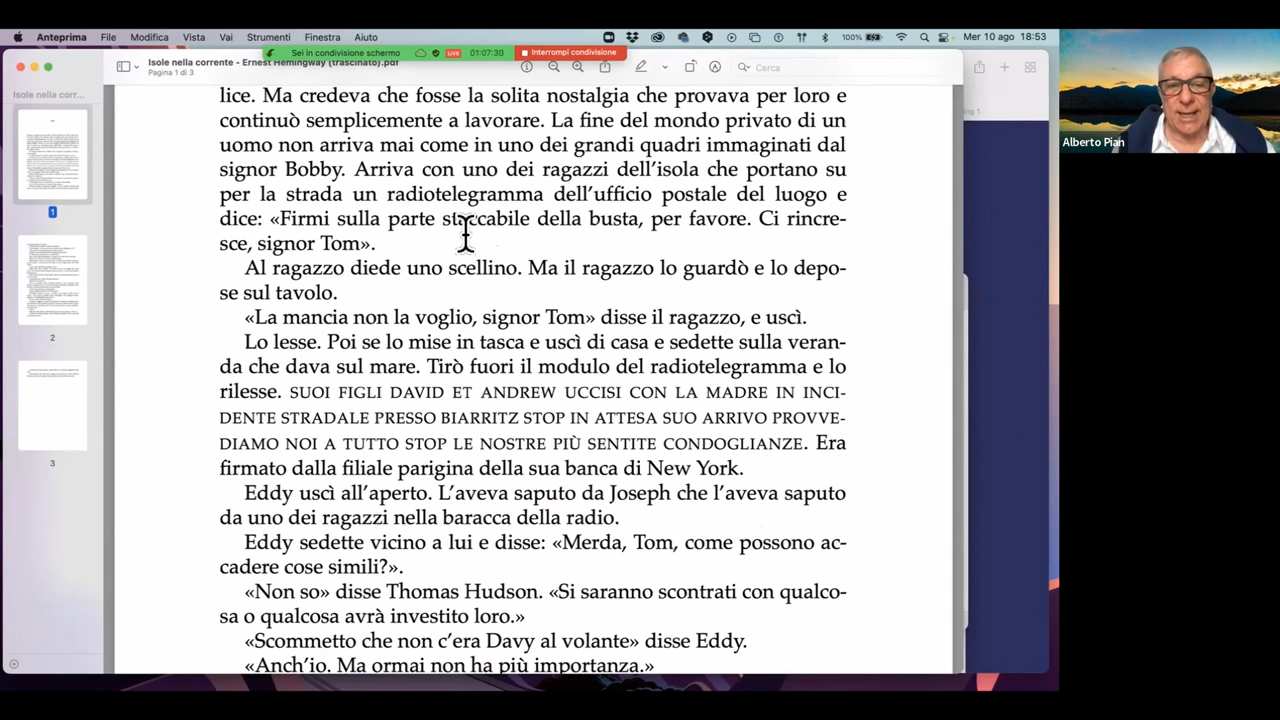 Anteprima File Modifica Vista Vai Strumenti Finestra Aiuto 100% Mer 10 ago 18:53
Sei in condivisione schermo LIVE 01:07:30 Interrompi condivisione
Isole nella corrente - Ernest Hemingway (trascinato).pdf
Pagina 1 di 3
Cerca
Isole nella corr...
1
2
3
Alberto Pian
lice. Ma credeva che fosse la solita nostalgia che provava per loro e
continuò semplicemente a lavorare. La fine del mondo privato di un
uomo non arriva mai come in uno dei grandi quadri immaginati dal
signor Bobby. Arriva con uno dei ragazzi dell'isola che portano su
per la strada un radiotelegramma dell'ufficio postale del luogo e
dice: «Firmi sulla parte staccabile della busta, per favore. Ci rincre-
sce, signor Tom».
Al ragazzo diede uno scellino. Ma il ragazzo lo guardò e lo depo-
se sul tavolo.
«La mancia non la voglio, signor Tom» disse il ragazzo, e uscì.
Lo lesse. Poi se lo mise in tasca e uscì di casa e sedette sulla veran-
da che dava sul mare. Tirò fuori il modulo del radiotelegramma e lo
rilesse. SUOI FIGLI DAVID ET ANDREW UCCISI CON LA MADRE IN INCI-
DENTE STRADALE PRESSO BIARRITZ STOP IN ATTESA SUO ARRIVO PROVVE-
DIAMO NOI A TUTTO STOP LE NOSTRE PIÙ SENTITE CONDOGLIANZE. Era
firmato dalla filiale parigina della sua banca di New York.
Eddy uscì all'aperto. L'aveva saputo da Joseph che l'aveva saputo
da uno dei ragazzi nella baracca della radio.
Eddy sedette vicino a lui e disse: «Merda, Tom, come possono ac-
cadere cose simili?».
«Non so» disse Thomas Hudson. «Si saranno scontrati con qualco-
sa o qualcosa avrà investito loro.»
«Scommetto che non c'era Davy al volante» disse Eddy.
«Anch'io. Ma ormai non ha più importanza.»